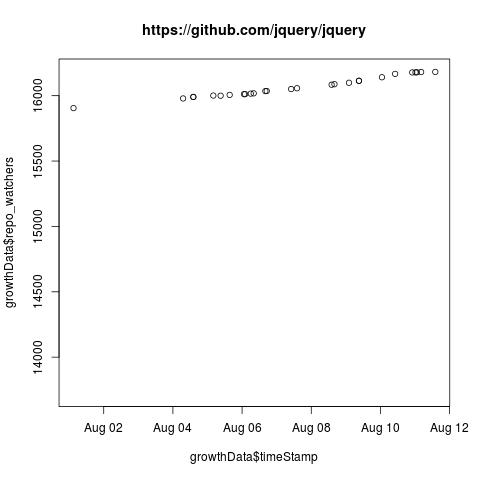 https://github.com/jquery/jquery
growthData$repo_watchers
16000
15500
15000
14500
14000
Aug 02 Aug 04 Aug 06 Aug 08 Aug 10 Aug 12
growthData$timeStamp